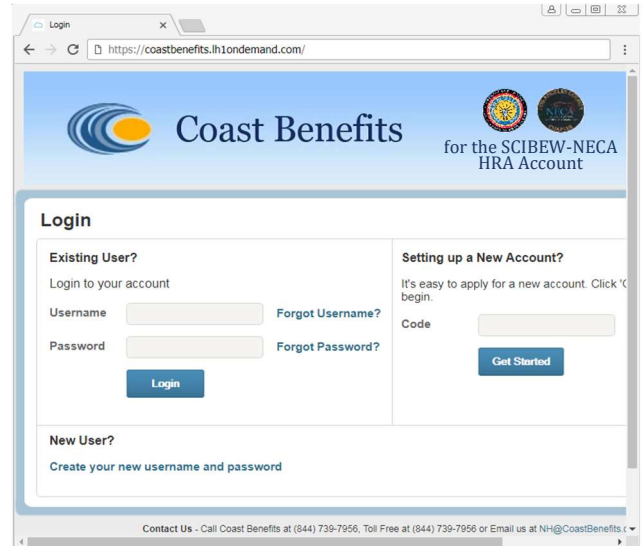 Login
https://coastbenefits.lh1ondemand.com/
Coast Benefits
for the SCIBEW-NECA
HRA Account
Login
Existing User?
Login to your account
Username
Forgot Username?
Password
Forgot Password?
Login
Setting up a New Account?
It's easy to apply for a new account. Click
begin.
Code
Get Started
New User?
Create your new username and password
Contact Us - Call Coast Benefits at (844) 739-7956, Toll Free at (844) 739-7956 or Email us at NH@CoastBenefits.c